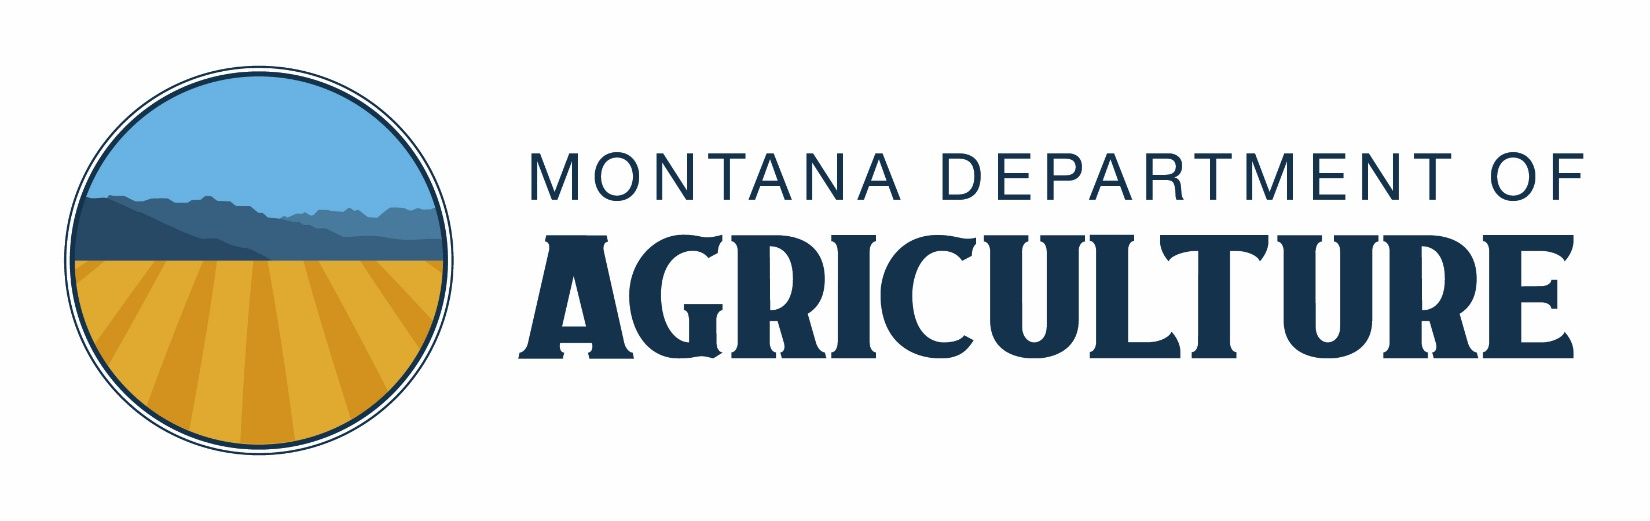 MONTANA DEPARTMENT OF
AGRICULTURE